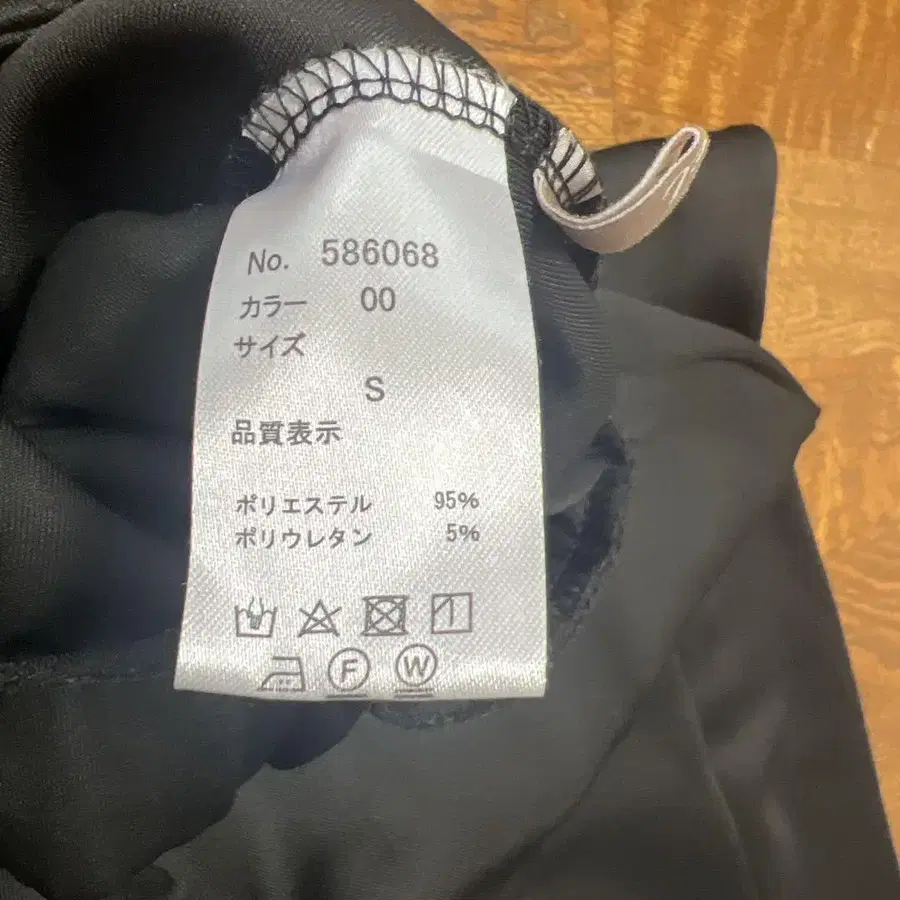 No. 586068
カラー 00
サイズ
S
品質表示
ポリエステル 95%
ポリウレタン 5%
F W